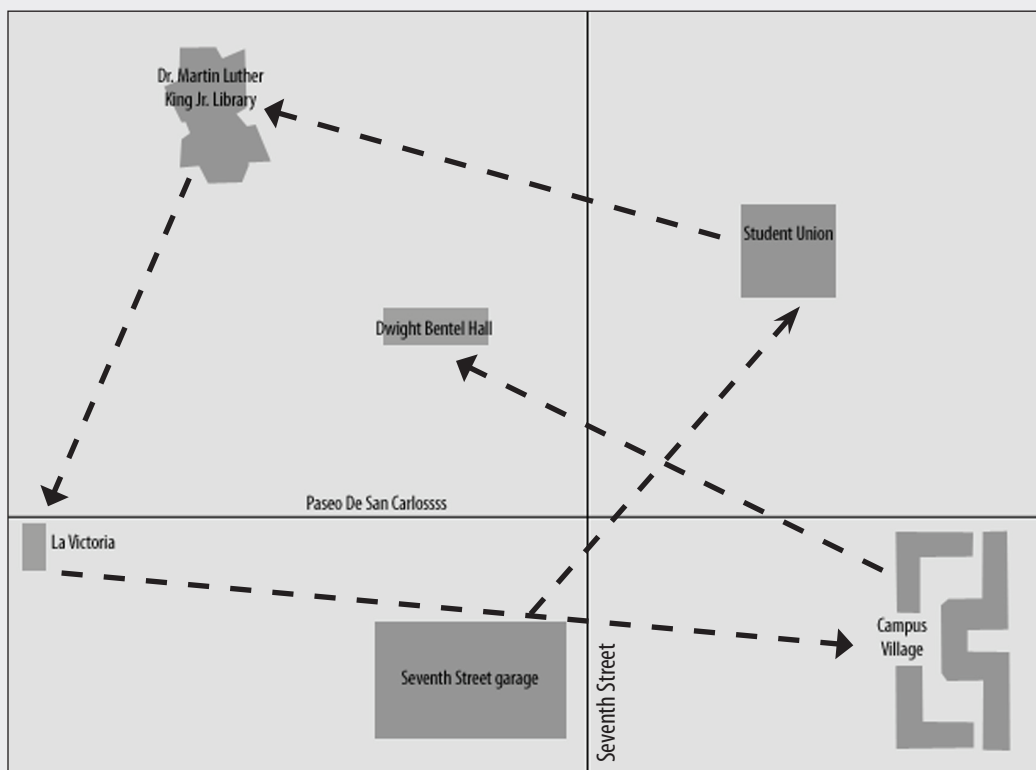 Dr. Martin Luther
King Jr. Library
Student Union
Dwight Bentel Hall
Paseo De San Carlossss
La Victoria
Campus
Village
Seventh Street garage
Seventh Street